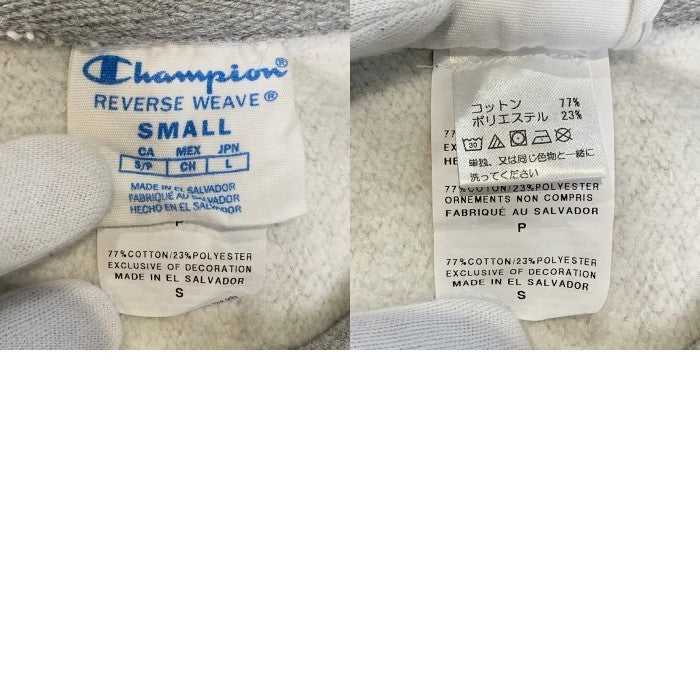 Champion®
REVERSE WEAVE®
SMALL
CA MEX JPN
S/P CH L
MADE IN EL SALVADOR
FABRIQUÉ AU SALVADOR
HECHO EN EL SALVADOR
P
77%COTTON/23%POLYESTER
EXCLUSIVE OF DECORATION
MADE IN EL SALVADOR
S
コットン 77%
ポリエステル 23%
30
単独、又は同じ色物と一緒に
洗ってください
77%COTTON/23%POLYESTER
ORNEMENTS NON COMPRIS
FABRIQUÉ AU SALVADOR
P
77%COTTON/23%POLYESTER
EXCLUSIVE OF DECORATION
MADE IN EL SALVADOR
S